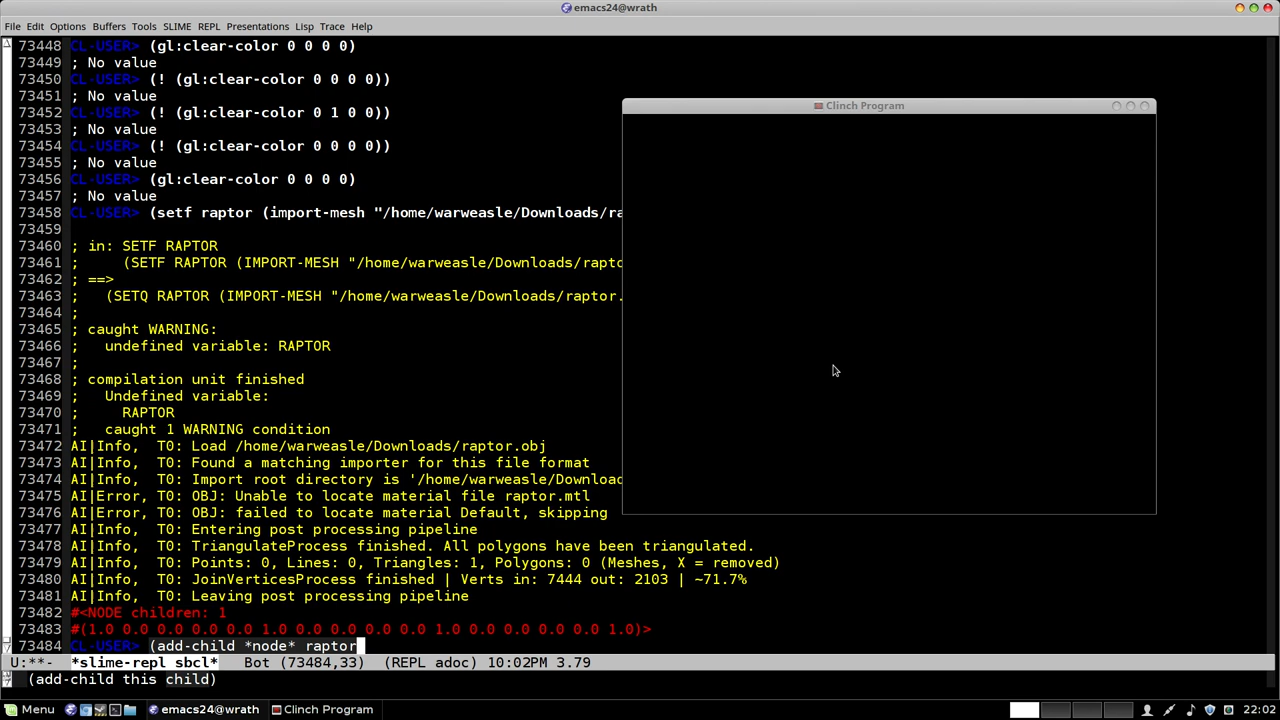 emacs24@wrath
File Edit Options Buffers Tools SLIME REPL Presentations Lisp Trace Help
73448 CL-USER> (gl:clear-color 0 0 0 0)
73449 ; No value
73450 CL-USER> (! (gl:clear-color 0 0 0 0))
73451 ; No value
73452 CL-USER> (! (gl:clear-color 0 1 0 0))
73453 ; No value
73454 CL-USER> (! (gl:clear-color 0 0 0 0))
73455 ; No value
73456 CL-USER> (gl:clear-color 0 0 0 0)
73457 ; No value
73458 CL-USER> (setf raptor (import-mesh "/home/warweasle/Downloads/ra
73459
73460 ; in: SETF RAPTOR
73461 ;     (SETF RAPTOR (IMPORT-MESH "/home/warweasle/Downloads/rapto
73462 ; ==>
73463 ;   (SETQ RAPTOR (IMPORT-MESH "/home/warweasle/Downloads/raptor.
73464 ;
73465 ; caught WARNING:
73466 ;   undefined variable: RAPTOR
73467 ;
73468 ; compilation unit finished
73469 ;   Undefined variable:
73470 ;     RAPTOR
73471 ;   caught 1 WARNING condition
73472 AI|Info,  T0: Load /home/warweasle/Downloads/raptor.obj
73473 AI|Info,  T0: Found a matching importer for this file format
73474 AI|Info,  T0: Import root directory is '/home/warweasle/Download
73475 AI|Error, T0: OBJ: Unable to locate material file raptor.mtl
73476 AI|Error, T0: OBJ: failed to locate material Default, skipping
73477 AI|Info,  T0: Entering post processing pipeline
73478 AI|Info,  T0: TriangulateProcess finished. All polygons have been triangulated.
73479 AI|Info,  T0: Points: 0, Lines: 0, Triangles: 1, Polygons: 0 (Meshes, X = removed)
73480 AI|Info,  T0: JoinVerticesProcess finished | Verts in: 7444 out: 2103 | ~71.7%
73481 AI|Info,  T0: Leaving post processing pipeline
73482 #<NODE children: 1
73483 #(1.0 0.0 0.0 0.0 0.0 1.0 0.0 0.0 0.0 0.0 1.0 0.0 0.0 0.0 0.0 1.0)>
73484 CL-USER> (add-child *node* raptor
Clinch Program
U:**-  *slime-repl sbcl*   Bot (73484,33)   (REPL adoc) 10:02PM 3.79
(add-child this child)
Menu emacs24@wrath Clinch Program 22:02